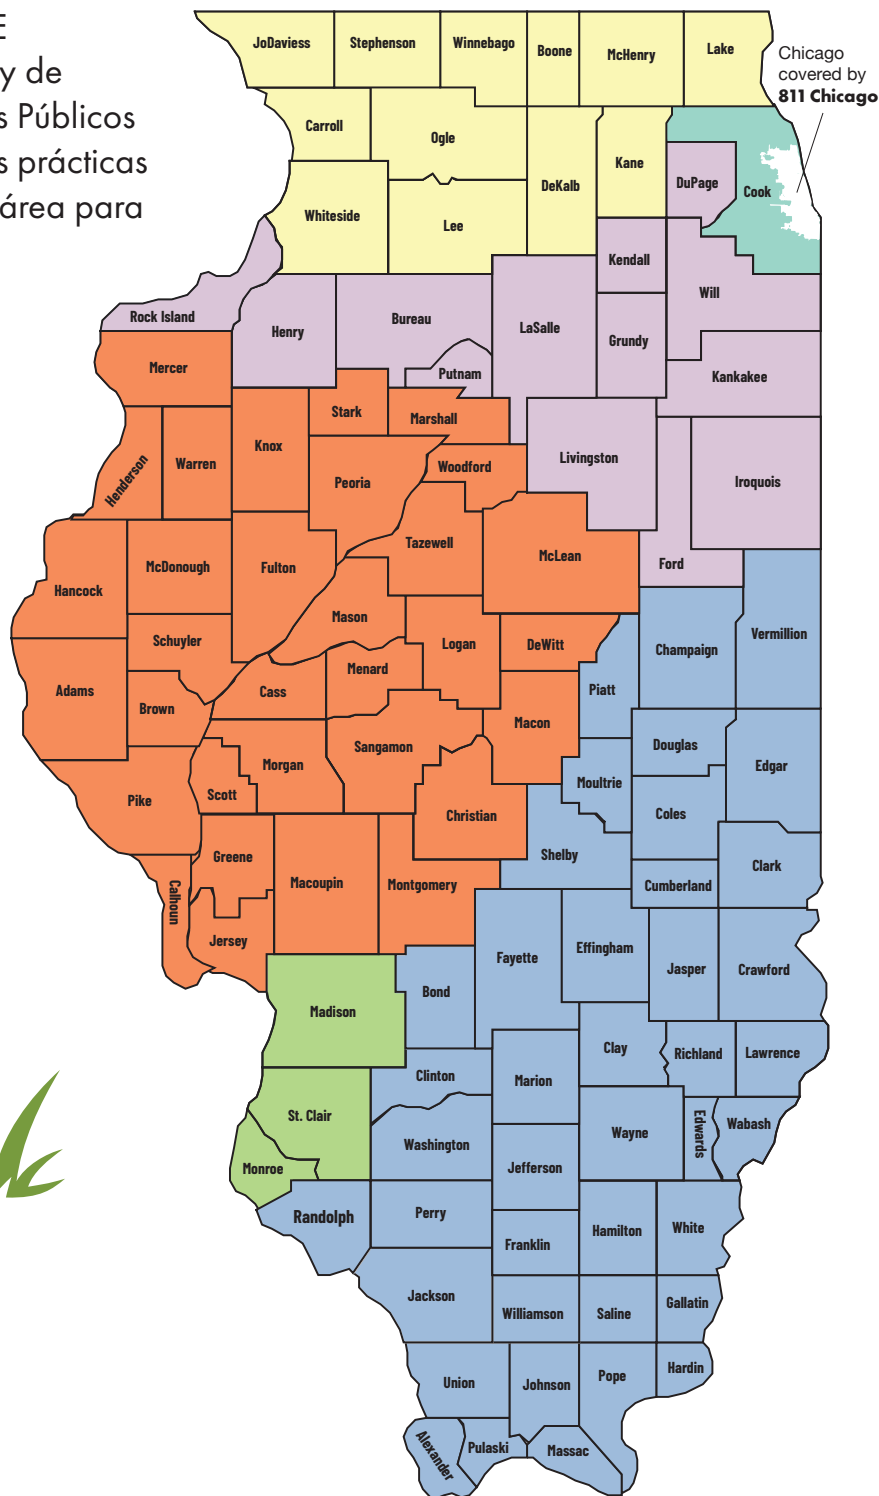 E
y de
s Públicos
s prácticas
área para
Chicago
covered by
811 Chicago
JoDaviess
Stephenson
Winnebago
Boone
McHenry
Lake
Carroll
Ogle
DeKalb
Kane
DuPage
Cook
Whiteside
Lee
Kendall
Will
Rock Island
Henry
Bureau
LaSalle
Grundy
Putnam
Kankakee
Mercer
Stark
Marshall
Knox
Henderson
Warren
Peoria
Woodford
Livingston
Iroquois
Tazewell
McLean
Ford
Hancock
McDonough
Fulton
Mason
Schuyler
Logan
DeWitt
Champaign
Vermillion
Menard
Adams
Brown
Cass
Piatt
Macon
Sangamon
Douglas
Edgar
Morgan
Scott
Moultrie
Pike
Christian
Coles
Greene
Shelby
Clark
Calhoun
Macoupin
Montgomery
Cumberland
Jersey
Fayette
Effingham
Jasper
Crawford
Bond
Madison
Clay
Richland
Lawrence
Clinton
Marion
St. Clair
Wayne
Edwards
Wabash
Washington
Jefferson
Monroe
Randolph
Perry
Hamilton
White
Franklin
Jackson
Williamson
Saline
Gallatin
Union
Johnson
Pope
Hardin
Alexander
Pulaski
Massac